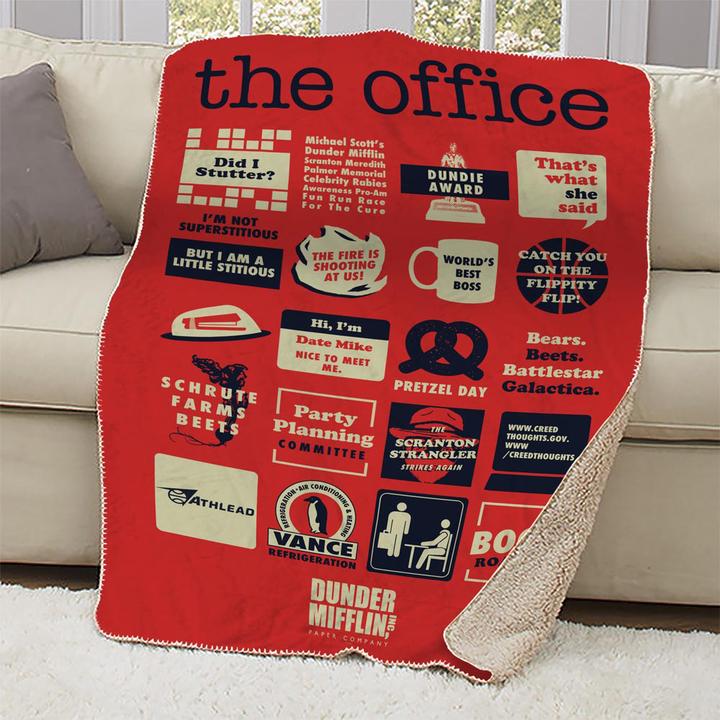 the office
Did I
Stutter?
Michael Scott's
Dunder Mifflin
Scranton Meredith
Palmer Memorial
Celebrity Rabies
Awareness Pro-Am
Fun Run Race
For The Cure
DUNDIE
AWARD
That's
what
she
said
I'M NOT
SUPERSTITIOUS
BUT I AM A
LITTLE STITIOUS
THE FIRE IS
SHOOTING
AT US!
WORLD'S
BEST
BOSS
CATCH YOU
ON THE
FLIPPITY
FLIP!
Hi, I'm
Date Mike
NICE TO MEET
ME.
PRETZEL DAY
Bears.
Beets.
Battlestar
Galactica.
SCHRUTE
FARMS
BEETS
Party
Planning
COMMITTEE
THE
SCRANTON
STRANGLER
STRIKES AGAIN
WWW.CREED
THOUGHTS.GOV.
WWW
/CREEDTHOUGHTS
ATHLEAD
REFRIGERATION • AIR CONDITIONING & HEATING
VANCE
REFRIGERATION
BOO
RO
DUNDER
MIFFLIN, INC.
PAPER COMPANY